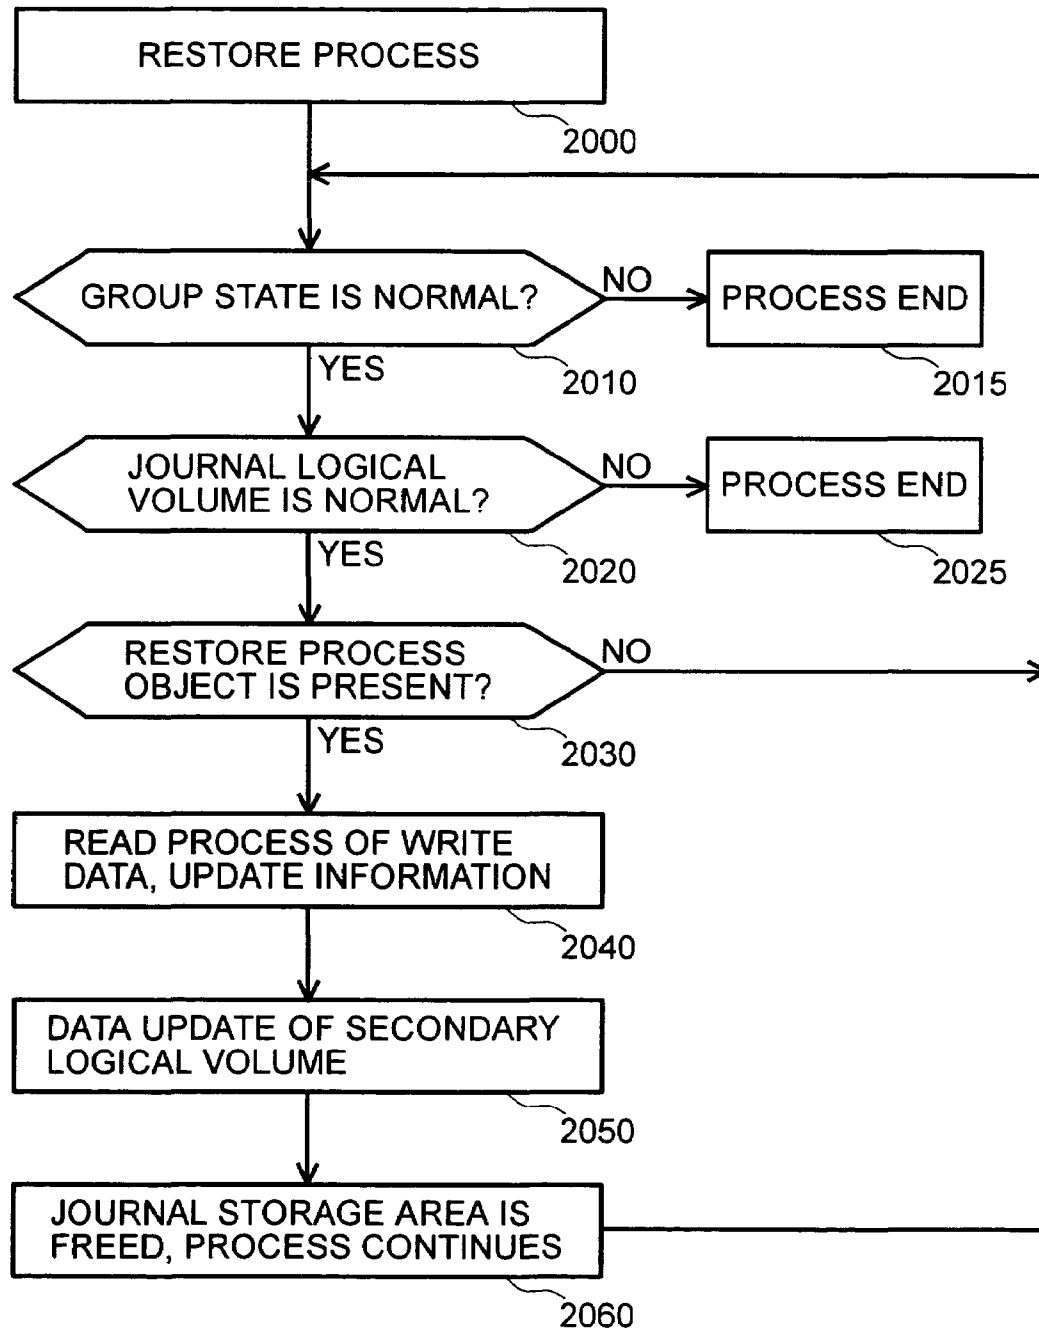 RESTORE PROCESS
2000
GROUP STATE IS NORMAL?
NO
PROCESS END
YES
2010
2015
JOURNAL LOGICAL
VOLUME IS NORMAL?
NO
PROCESS END
YES
2020
2025
RESTORE PROCESS
OBJECT IS PRESENT?
NO
YES
2030
READ PROCESS OF WRITE
DATA, UPDATE INFORMATION
2040
DATA UPDATE OF SECONDARY
LOGICAL VOLUME
2050
JOURNAL STORAGE AREA IS
FREED, PROCESS CONTINUES
2060